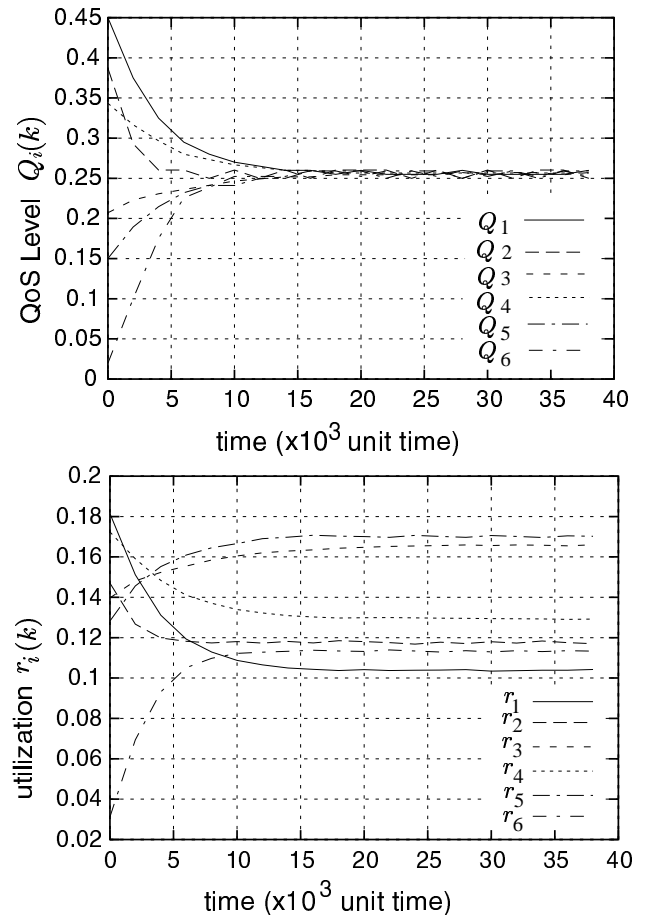 0.45
0.4
0.35
0.3
0.25
0.2
0.15
0.1
0.05
0
QoS Level Q_i(k)
Q_1
Q_2
Q_3
Q_4
Q_5
Q_6
0 5 10 15 20 25 30 35 40
time (x10^3 unit time)
0.2
0.18
0.16
0.14
0.12
0.1
0.08
0.06
0.04
0.02
utilization r_i(k)
r_1
r_2
r_3
r_4
r_5
r_6
0 5 10 15 20 25 30 35 40
time (x10^3 unit time)